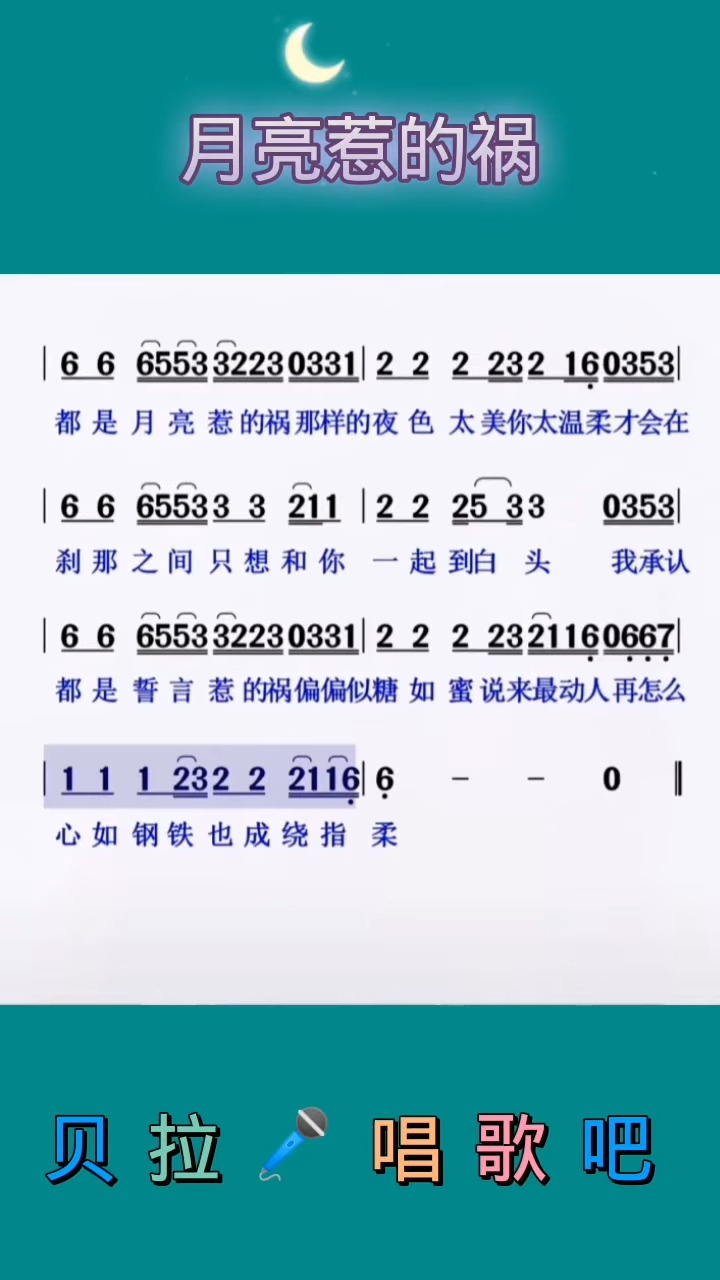 月亮惹的祸
| 6 6 6553 3223 0331 | 2 2 2 232 16 0353 |
都是月亮惹的祸那样的夜色太美你太温柔才会在
| 6 6 6553 3 3 211 | 2 2 25 3 3 0353 |
刹那之间只想和你一起到白头 我承认
| 6 6 6553 3223 0331 | 2 2 2 23 2116 0667 |
都是誓言惹的祸偏偏似糖如蜜说来最动人再怎么
| 1 1 1 23 2 2 2116 | 6 – – 0 ‖
心如钢铁也成绕指柔
贝拉🎤唱歌吧